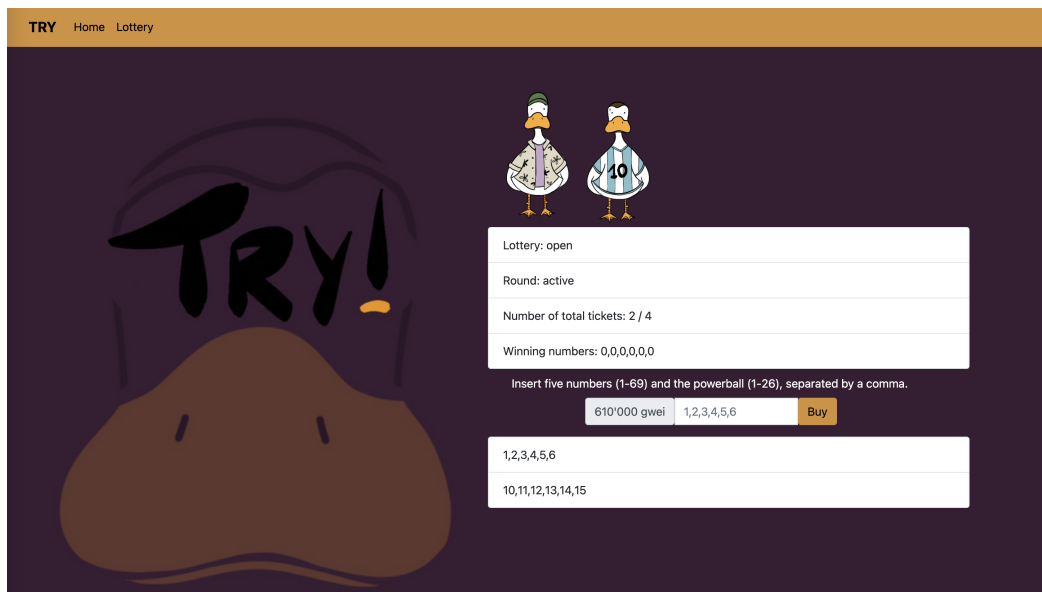 TRY Home Lottery
TRY!
10
Lottery: open
Round: active
Number of total tickets: 2 / 4
Winning numbers: 0,0,0,0,0,0
Insert five numbers (1-69) and the powerball (1-26), separated by a comma.
610'000 gwei 1,2,3,4,5,6 Buy
1,2,3,4,5,6
10,11,12,13,14,15